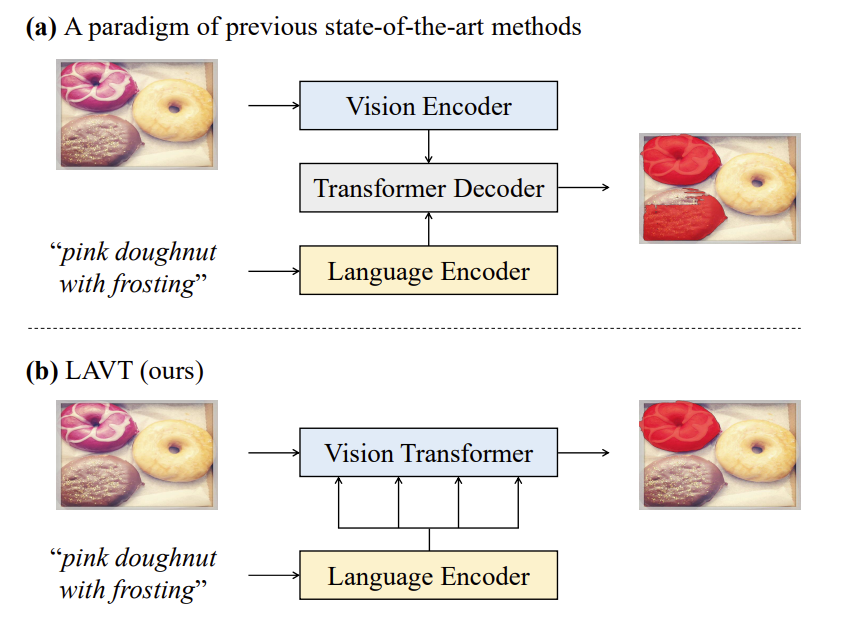 (a) A paradigm of previous state-of-the-art methods
Vision Encoder
Transformer Decoder
“pink doughnut
with frosting”
Language Encoder
(b) LAVT (ours)
Vision Transformer
“pink doughnut
with frosting”
Language Encoder